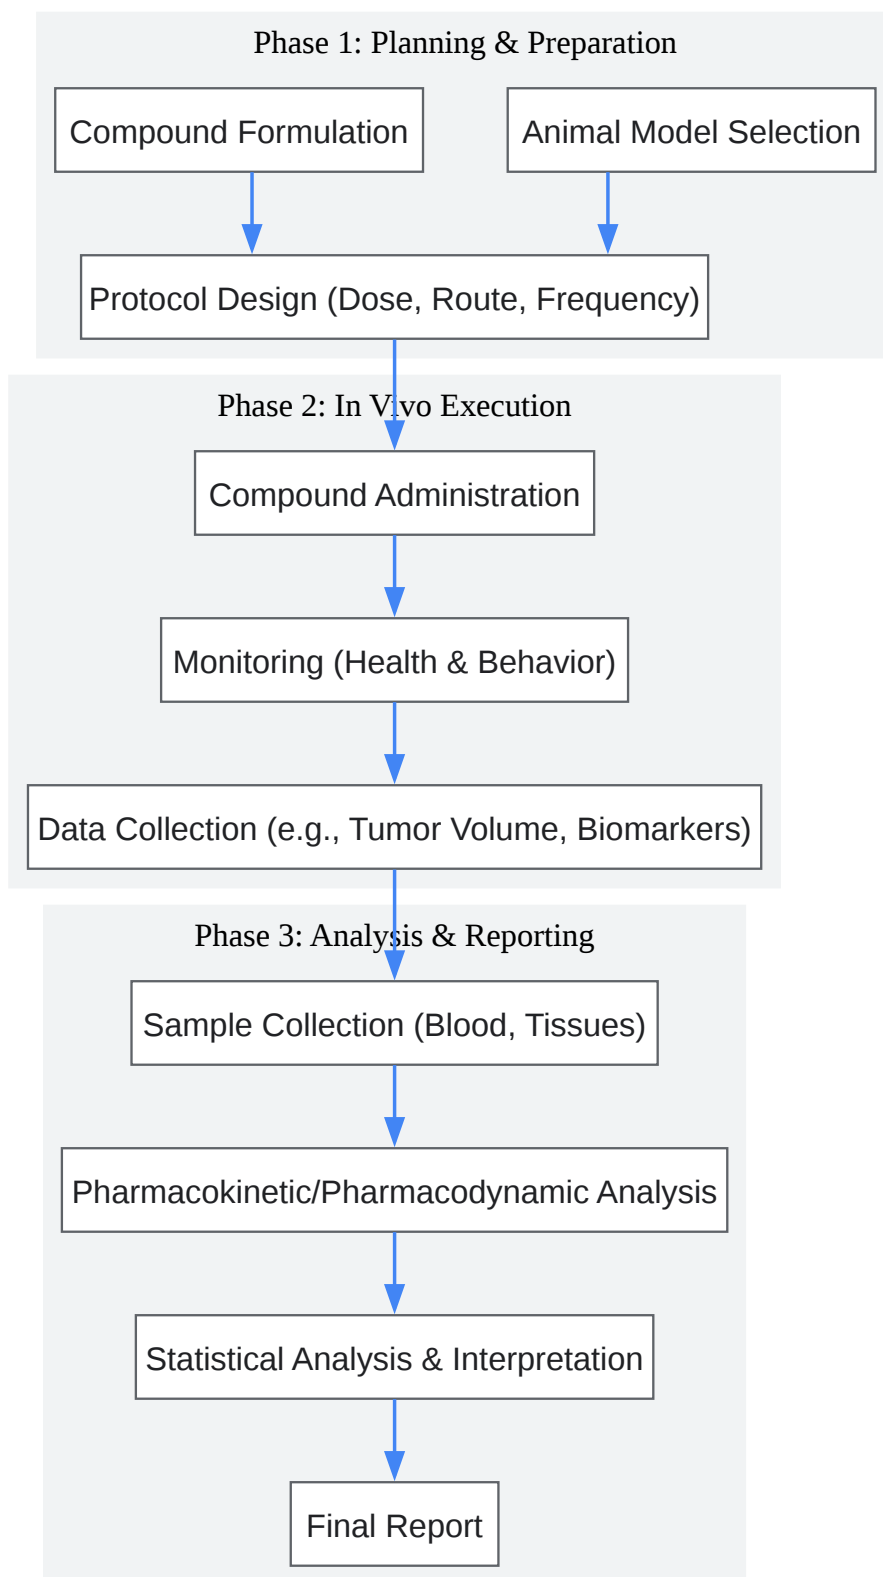 Phase 1: Planning & Preparation
Compound Formulation
Animal Model Selection
Protocol Design (Dose, Route, Frequency)
Phase 2: In Vivo Execution
Compound Administration
Monitoring (Health & Behavior)
Data Collection (e.g., Tumor Volume, Biomarkers)
Phase 3: Analysis & Reporting
Sample Collection (Blood, Tissues)
Pharmacokinetic/Pharmacodynamic Analysis
Statistical Analysis & Interpretation
Final Report